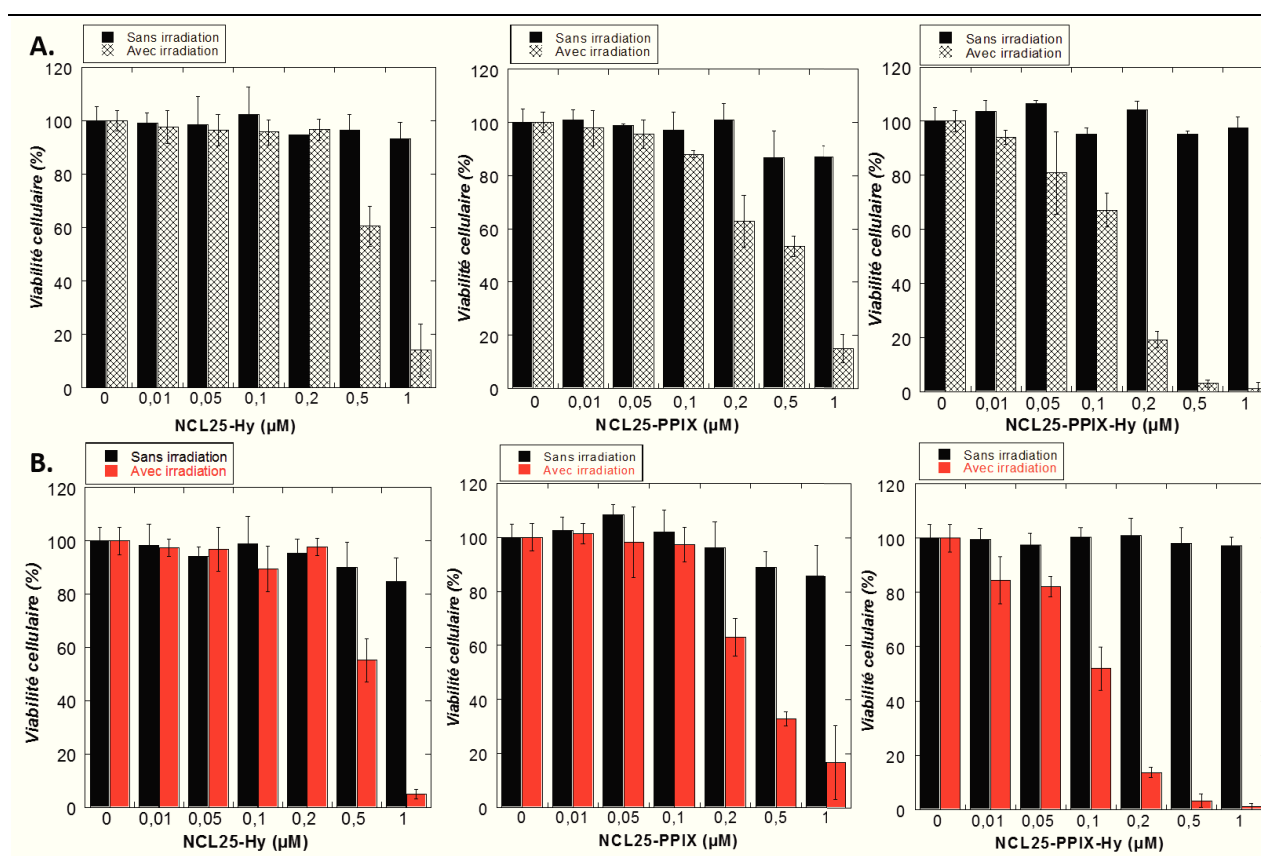 A.
Sans irradiation
Avec irradiation
Viabilité cellulaire (%)
120
100
80
60
40
20
0
0 0,01 0,05 0,1 0,2 0,5 1
NCL25-Hy (µM)
Sans irradiation
Avec irradiation
Viabilité cellulaire (%)
120
100
80
60
40
20
0
0 0,01 0,05 0,1 0,2 0,5 1
NCL25-PPIX (µM)
Sans irradiation
Avec irradiation
Viabilité cellulaire (%)
120
100
80
60
40
20
0
0 0,01 0,05 0,1 0,2 0,5 1
NCL25-PPIX-Hy (µM)
B.
Sans irradiation
Avec irradiation
Viabilité cellulaire (%)
120
100
80
60
40
20
0
0 0,01 0,05 0,1 0,2 0,5 1
NCL25-Hy (µM)
Sans irradiation
Avec irradiation
Viabilité cellulaire (%)
120
100
80
60
40
20
0
0 0,01 0,05 0,1 0,2 0,5 1
NCL25-PPIX (µM)
Sans irradiation
Avec irradiation
Viabilité cellulaire (%)
120
100
80
60
40
20
0
0 0,01 0,05 0,1 0,2 0,5 1
NCL25-PPIX-Hy (µM)